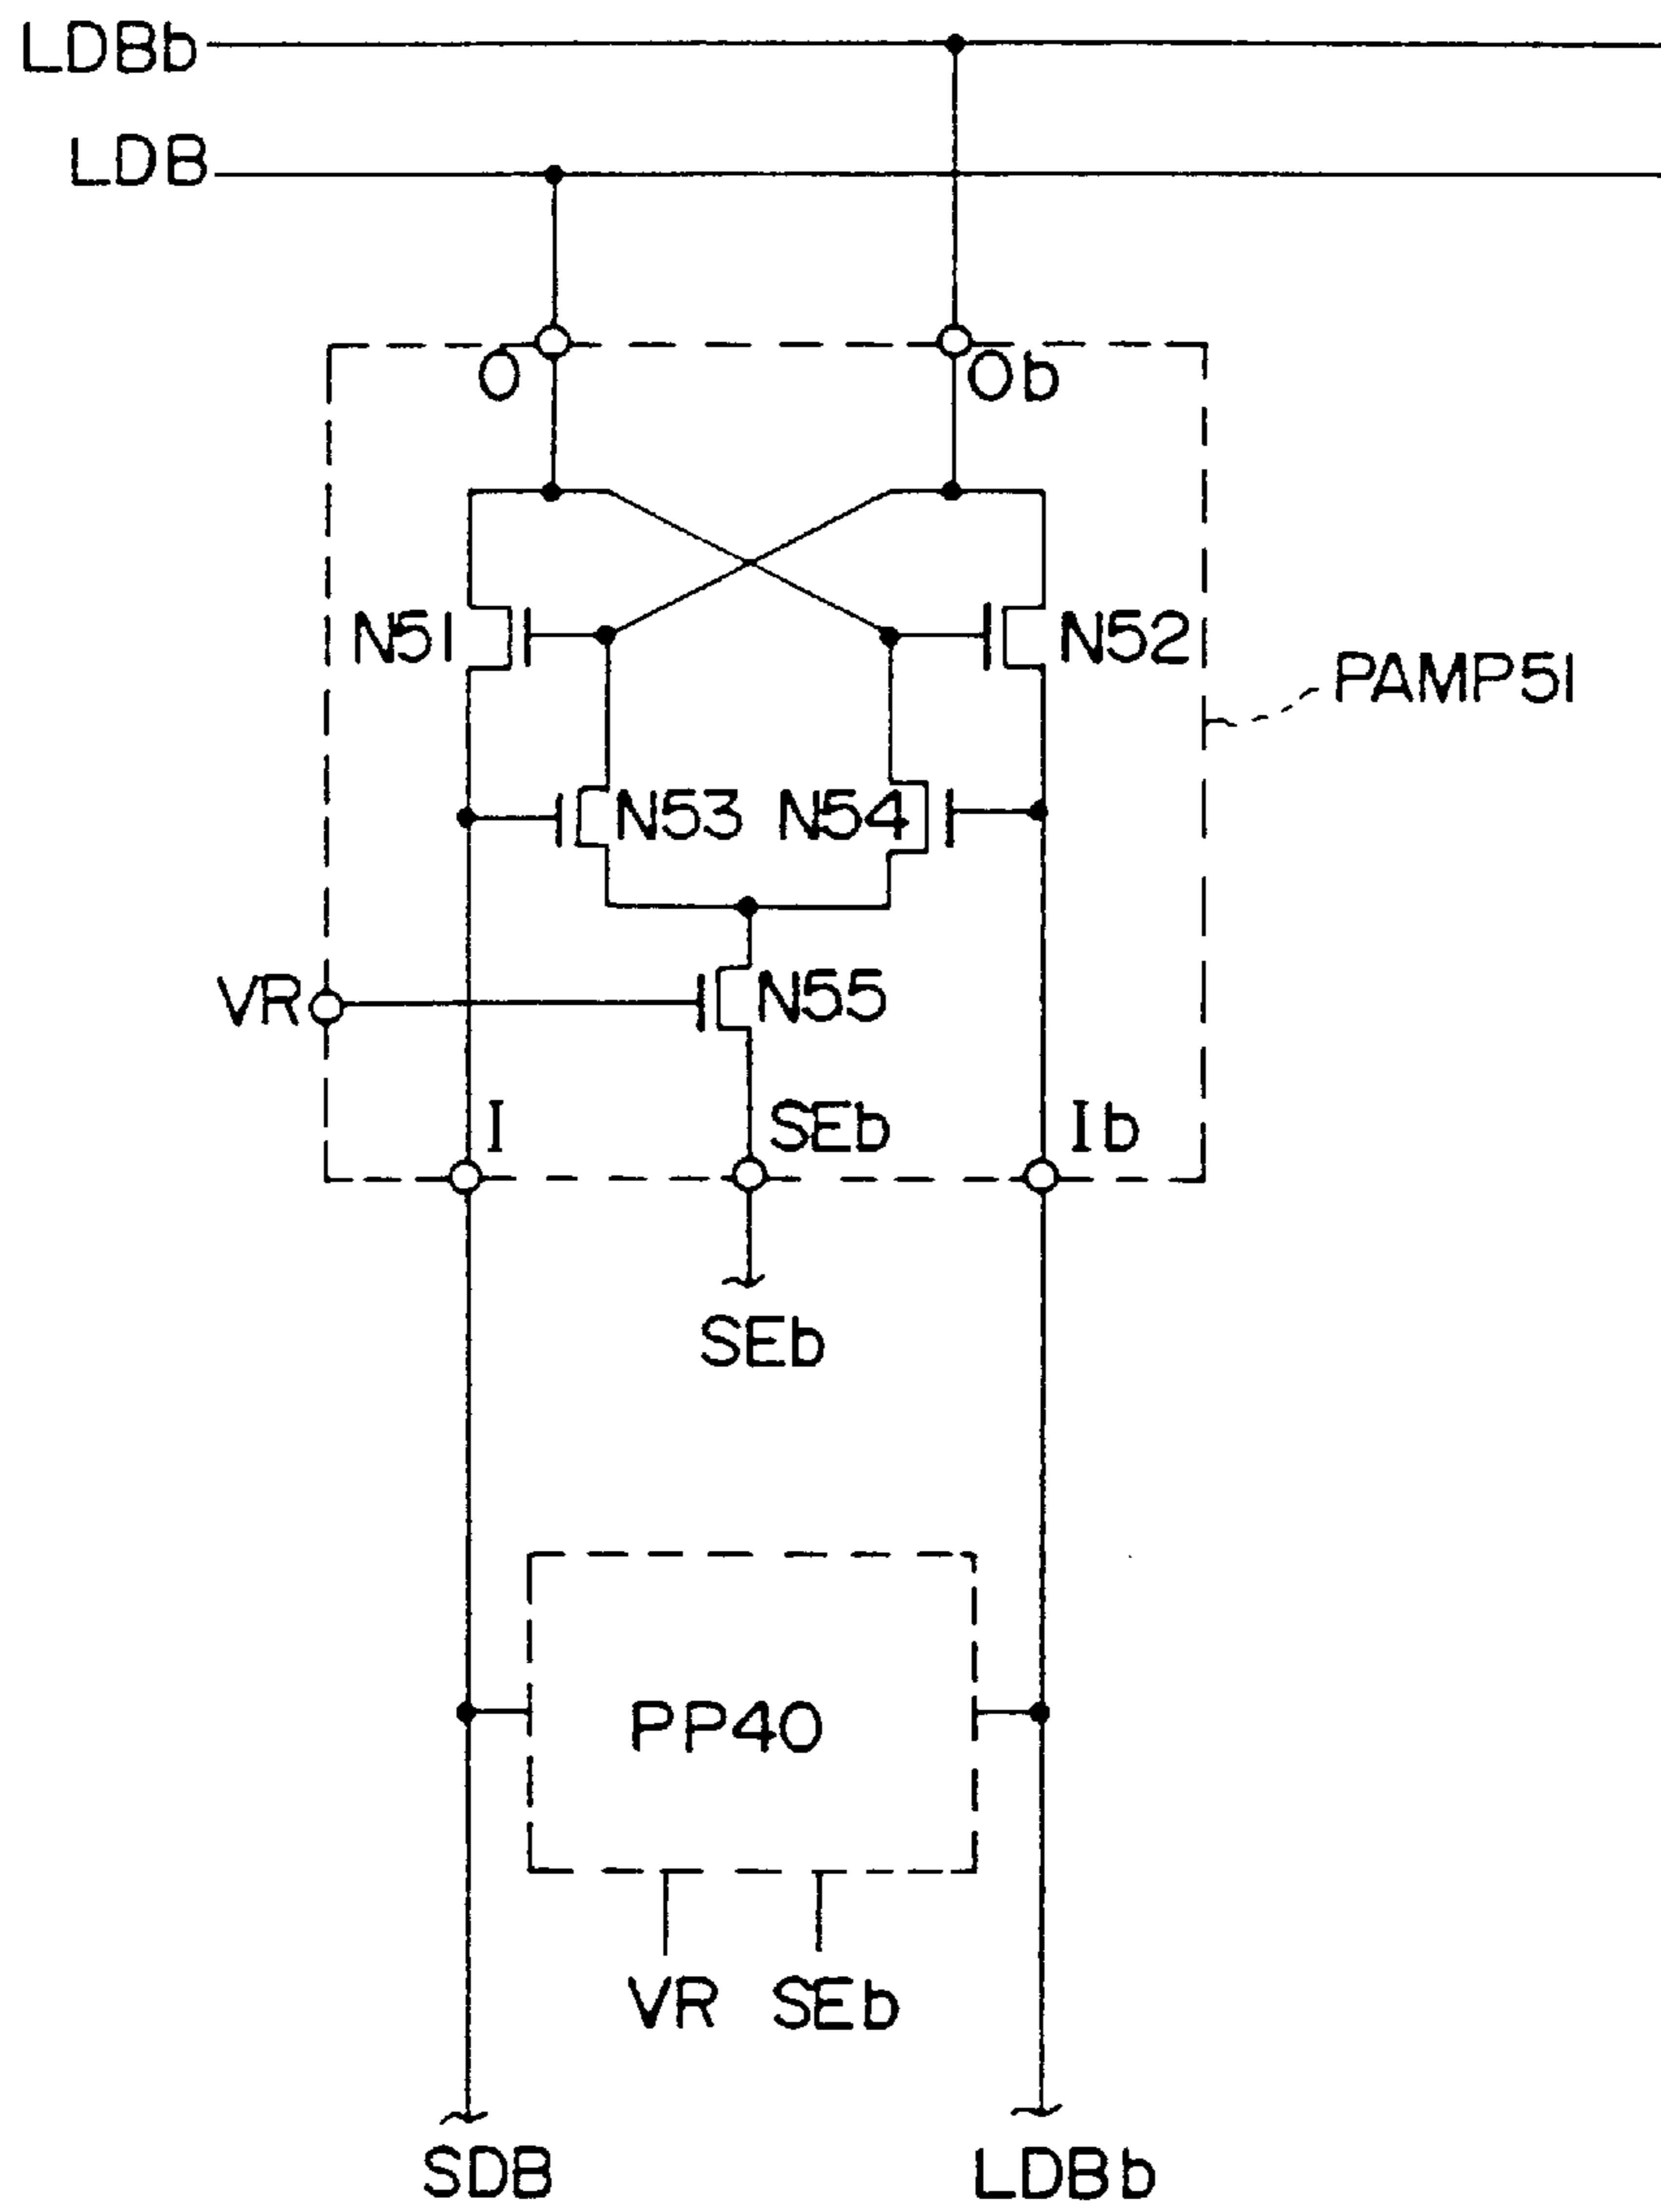 LDBb
LDB
O
Ob
N51
N52
PAMP51
N53
N54
VR
N55
I
SEb
Ib
SEb
PP40
VR
SEb
SDB
LDBb